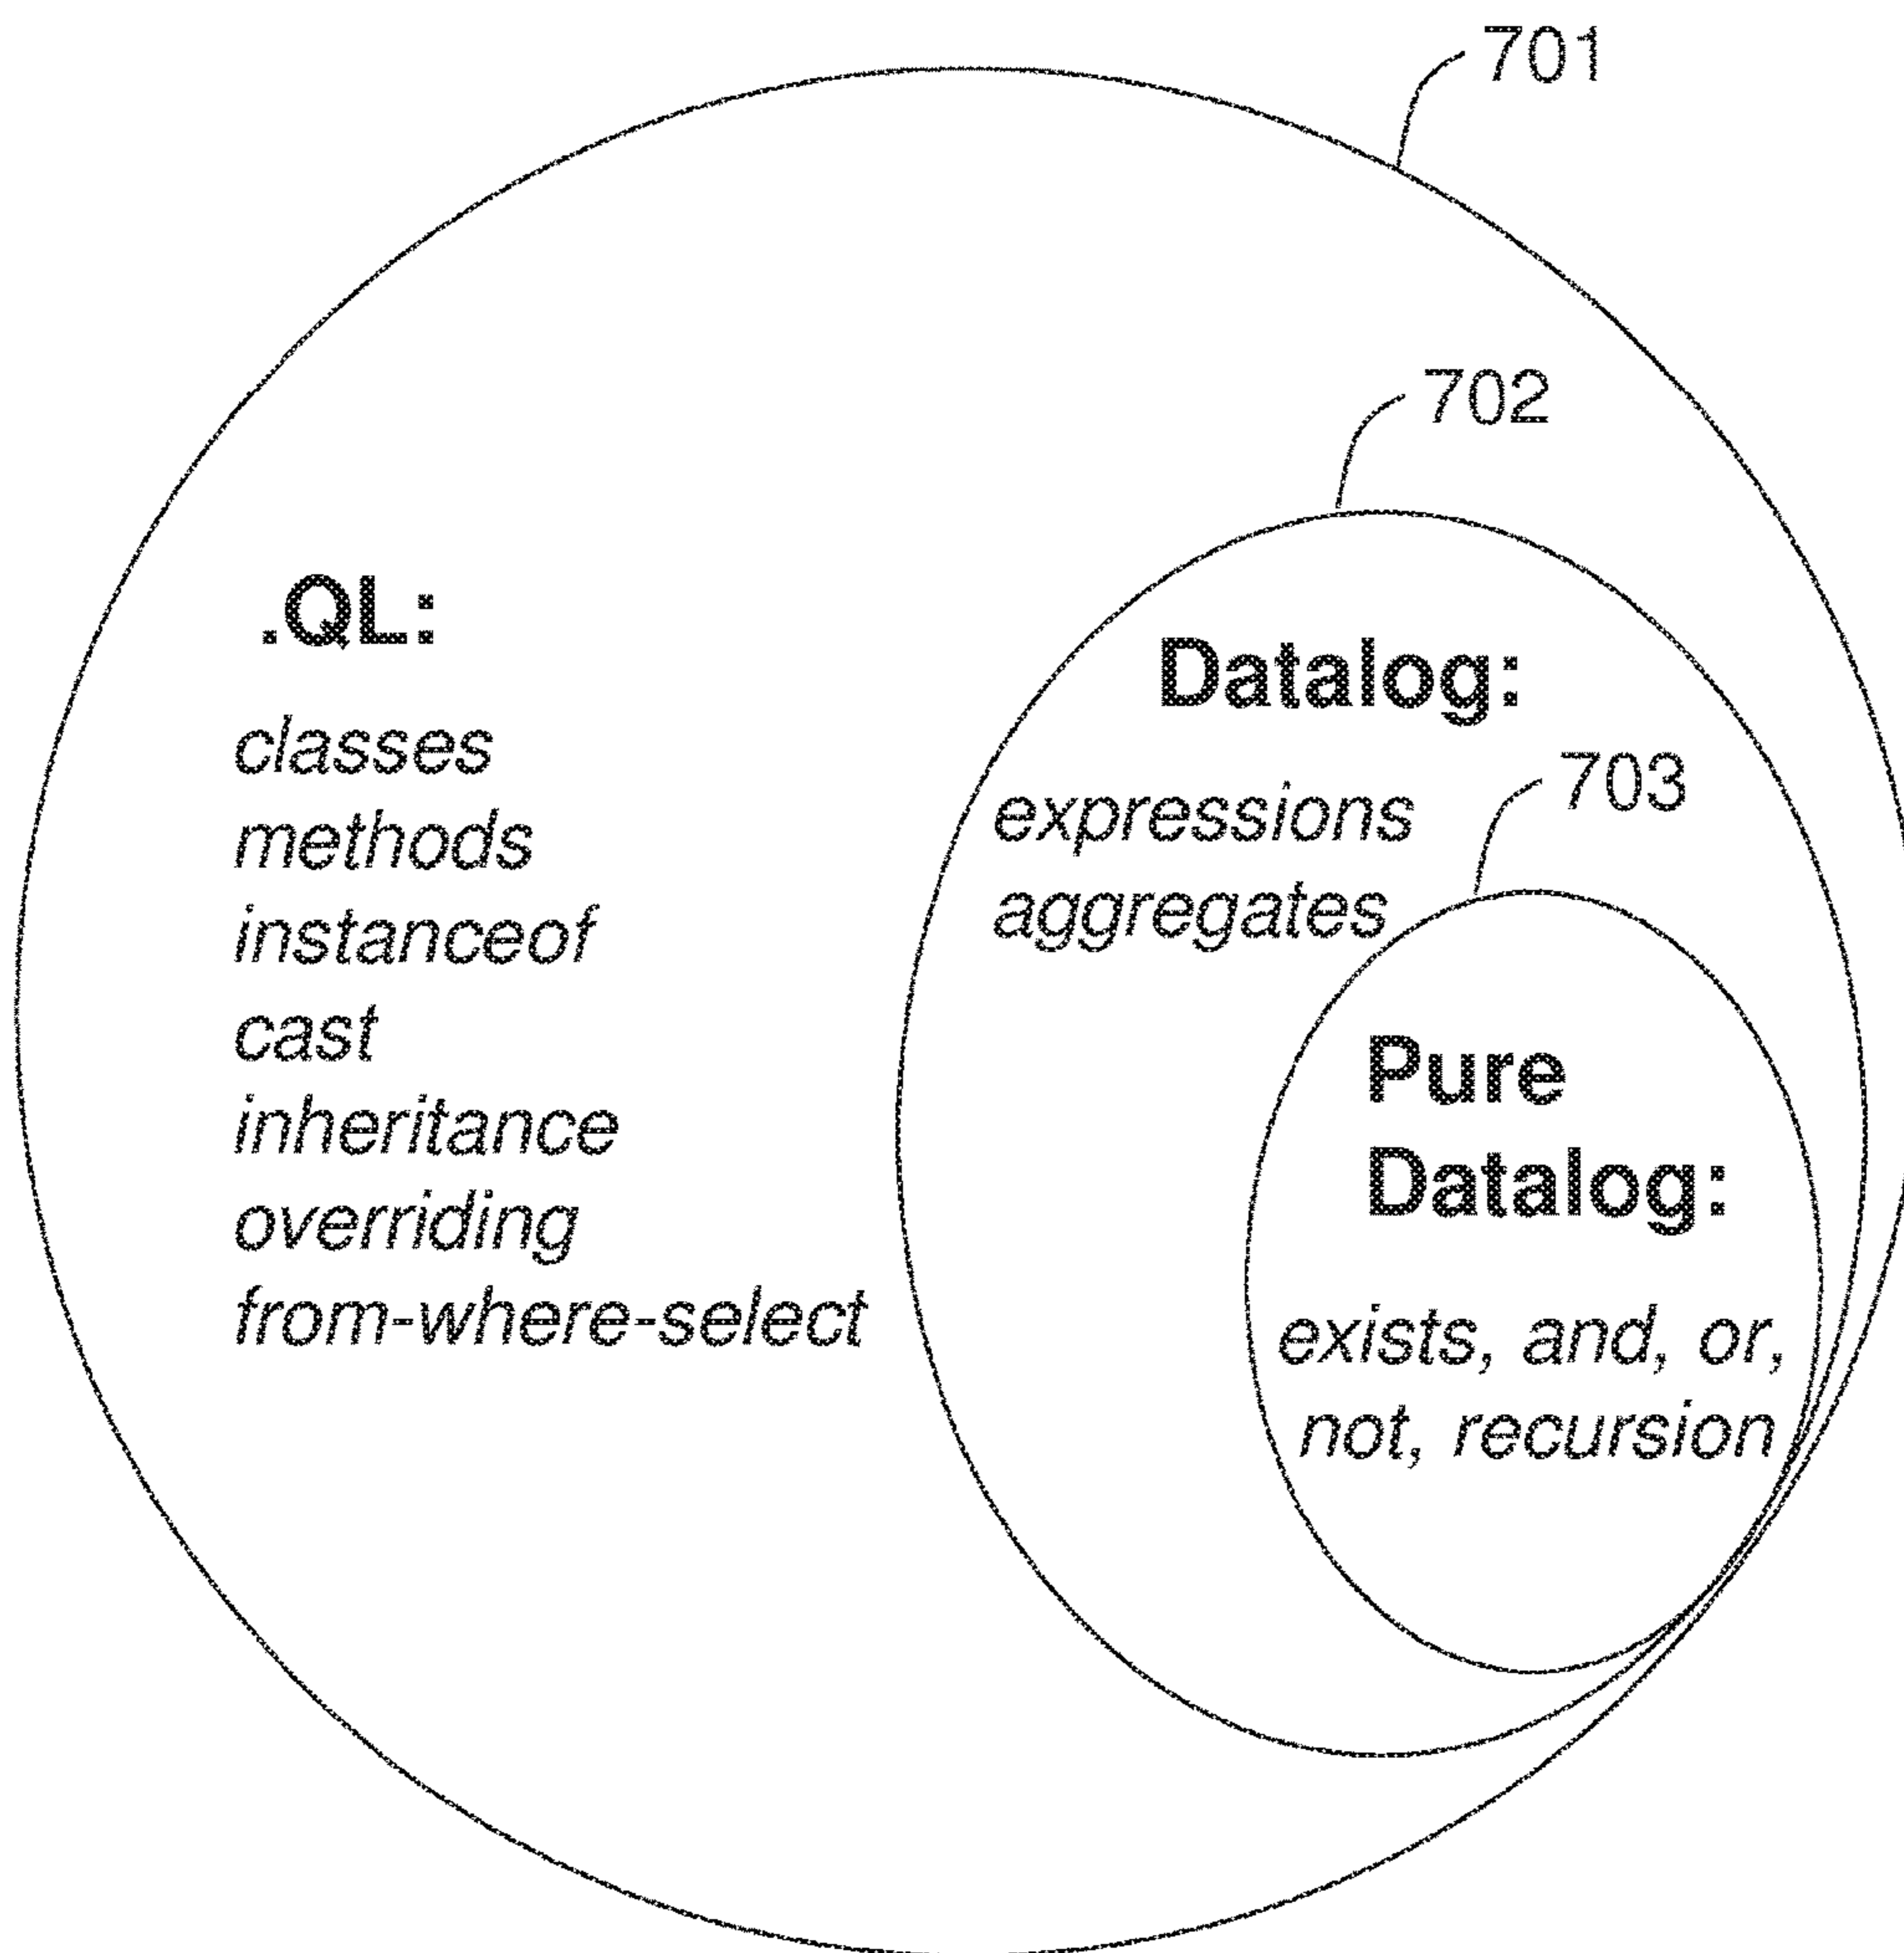 701
702
.QL:
classes
methods
instanceof
cast
inheritance
overriding
from-where-select
Datalog:
expressions
aggregates
703
Pure
Datalog:
exists, and, or,
not, recursion